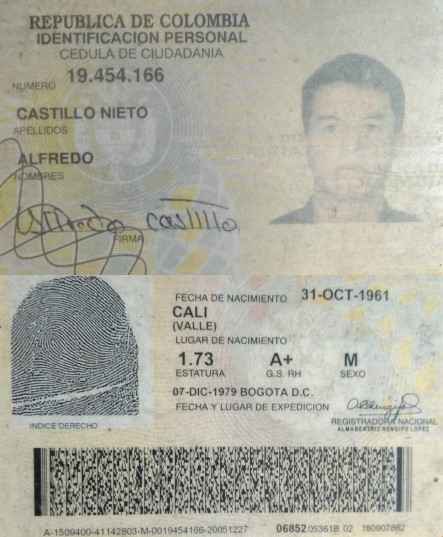 REPUBLICA DE COLOMBIA
IDENTIFICACION PERSONAL
CEDULA DE CIUDADANIA
NUMERO 19.454.166
CASTILLO NIETO
APELLIDOS
ALFREDO
NOMBRES
Alfredo Castillo
FIRMA
FECHA DE NACIMIENTO 31-OCT-1961
CALI
(VALLE)
LUGAR DE NACIMIENTO
1.73 A+ M
ESTATURA G.S. RH SEXO
07-DIC-1979 BOGOTA D.C.
FECHA Y LUGAR DE EXPEDICION
INDICE DERECHO
REGISTRADORA NACIONAL
ALMABEATRIZ RENGIFO LOPEZ
A-1509400-41142803-M-0019454166-20051227 06852 05361B 02 180907862